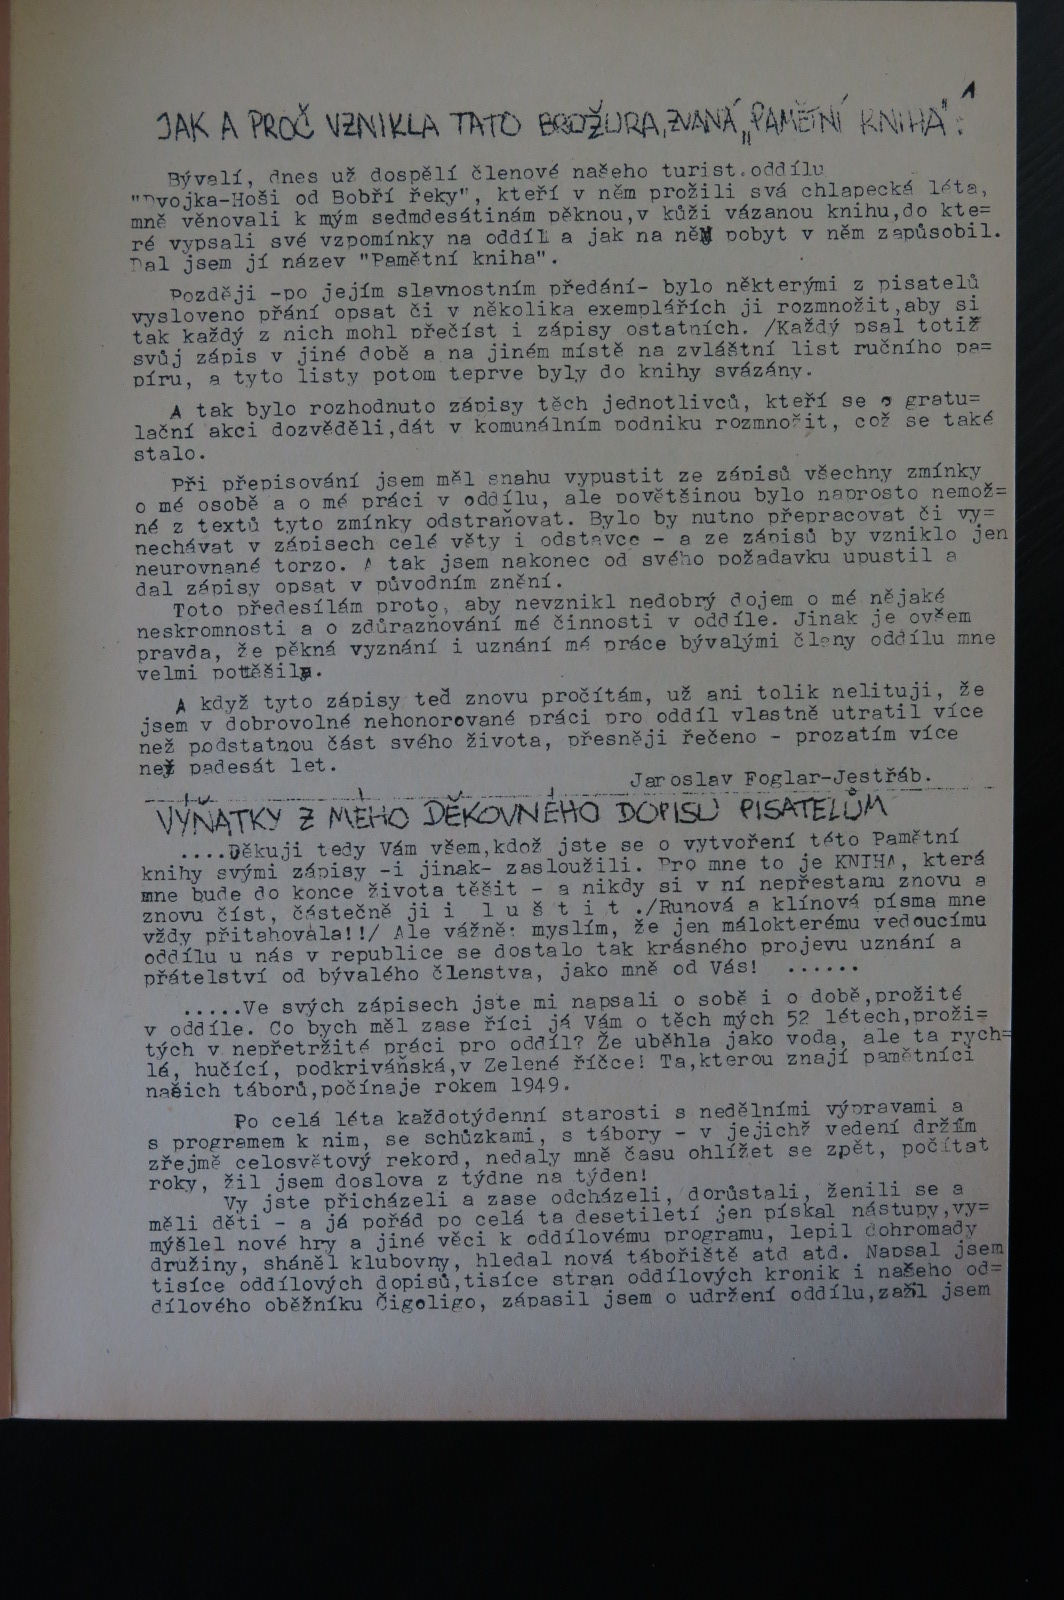 1
JAK A PROČ VZNIKLA TATO BROŽURA, ZVANÁ „PAMĚTNÍ KNIHA".
Bývalí, dnes už dospělí členové našeho turist.oddílu
"Dvojka-Hoši od Bobří řeky", kteří v něm prožili svá chlapecká léta,
mně věnovali k mým sedmdesátinám pěknou,v kůži vázanou knihu,do kte=
ré vypsali své vzpomínky na oddíl a jak na ně pobyt v něm zapůsobil.
Dal jsem jí název "Pamětní kniha".
Později -po jejím slavnostním předání- bylo některými z pisatelů
vysloveno přání opsat či v několika exemplářích ji rozmnožit,aby si
tak každý z nich mohl přečíst i zápisy ostatních. /Každý psal totiž
svůj zápis v jiné době a na jiném místě na zvláštní list ručního pa=
píru, a tyto listy potom teprve byly do knihy svázány.
A tak bylo rozhodnuto zápisy těch jednotlivců, kteří se o gratu=
lační akci dozvěděli,dát v komunálním podniku rozmnožit, což se také
stalo.
Při přepisování jsem měl snahu vypustit ze zápisů všechny zmínky
o mé osobě a o mé práci v oddílu, ale povětšinou bylo naprosto nemož=
né z textů tyto zmínky odstraňovat. Bylo by nutno přepracovat či vy=
nechávat v zápisech celé věty i odstavce - a ze zápisů by vzniklo jen
neurovnané torzo. A tak jsem nakonec od svého požadavku upustil a
dal zápisy opsat v původním znění.
Toto předesílám proto, aby nevznikl nedobrý dojem o mé nějaké
neskromnosti a o zdůrazňování mé činnosti v oddíle. Jinak je ovšem
pravda, že pěkná vyznání i uznání mé práce bývalými členy oddílu mne
velmi potěšila.
A když tyto zápisy teď znovu pročítám, už ani tolik nelituji, že
jsem v dobrovolné nehonorované práci pro oddíl vlastně utratil více
než podstatnou část svého života, přesněji řečeno - prozatím více
než padesát let.
Jaroslav Foglar-Jestřáb.
VÝŇATKY Z MÉHO DĚKOVNÉHO DOPISU PISATELŮM
....Děkuji tedy Vám všem,kdož jste se o vytvoření této Pamětní
knihy svými zápisy -i jinak- zasloužili. Pro mne to je KNIHA, která
mne bude do konce života těšit - a nikdy si v ní nepřestanu znovu a
znovu číst, částečně ji i l u š t i t ./Runová a klínová písma mne
vždy přitahovala!!/ Ale vážně: myslím, že jen málokterému vedoucímu
oddílu u nás v republice se dostalo tak krásného projevu uznání a
přátelství od bývalého členstva, jako mně od Vás! ......
.....Ve svých zápisech jste mi napsali o sobě i o době,prožité
v oddíle. Co bych měl zase říci já Vám o těch mých 52 létech,proži=
tých v nepřetržité práci pro oddíl? Že uběhla jako voda, ale ta rych=
lá, hučící, podkriváňská,v Zelené říčce! Ta,kterou znají pamětníci
našich táborů,počínaje rokem 1949.
Po celá léta každotýdenní starosti s nedělními výpravami a
s programem k nim, se schůzkami, s tábory - v jejichž vedení držím
zřejmě celosvětový rekord, nedaly mně času ohlížet se zpět, počítat
roky, žil jsem doslova z týdne na týden!
Vy jste přicházeli a zase odcházeli, dorůstali, ženili se a
měli děti - a já pořád po celá ta desetiletí jen pískal nástupy,vy=
mýšlel nové hry a jiné věci k oddílovému programu, lepil dohromady
družiny, sháněl klubovny, hledal nová tábořiště atd atd. Napsal jsem
tisíce oddílových dopisů,tisíce stran oddílových kronik i našeho od=
dílového oběžníku Čigoligo, zápasil jsem o udržení oddílu,zažil jsem